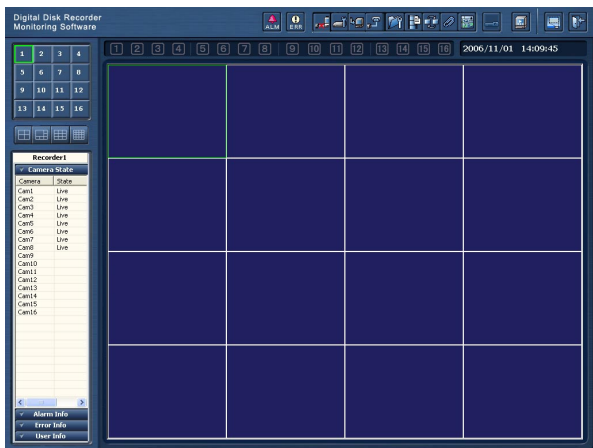 Digital Disk Recorder
Monitoring Software
ALM ERR
1 2 3 4 5 6 7 8 9 10 11 12 13 14 15 16 2006/11/01 14:09:45
1 2 3 4
5 6 7 8
9 10 11 12
13 14 15 16
Recorder1
Camera State
Camera State
Cam1 Live
Cam2 Live
Cam3 Live
Cam4 Live
Cam5 Live
Cam6 Live
Cam7 Live
Cam8 Live
Cam9
Cam10
Cam11
Cam12
Cam13
Cam14
Cam15
Cam16
Alarm Info
Error Info
User Info